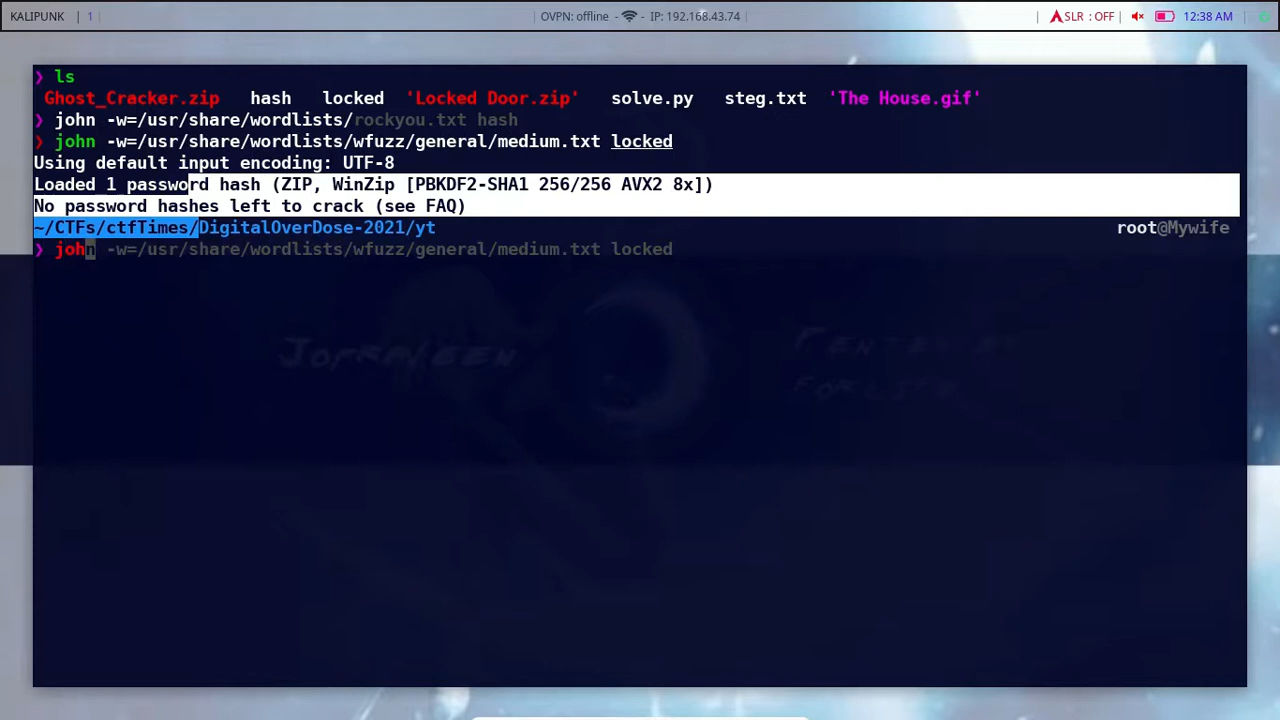 KALIPUNK | 1 | OVPN: offline - - IP: 192.168.43.74 | | SLR : OFF | | 12:38 AM
❯ ls
Ghost_Cracker.zip hash locked 'Locked Door.zip' solve.py steg.txt 'The House.gif'
❯ john -w=/usr/share/wordlists/rockyou.txt hash
❯ john -w=/usr/share/wordlists/wfuzz/general/medium.txt locked
Using default input encoding: UTF-8
Loaded 1 password hash (ZIP, WinZip [PBKDF2-SHA1 256/256 AVX2 8x])
No password hashes left to crack (see FAQ)
~/CTFs/ctfTimes/DigitalOverDose-2021/yt root@Mywife
❯ john -w=/usr/share/wordlists/wfuzz/general/medium.txt locked